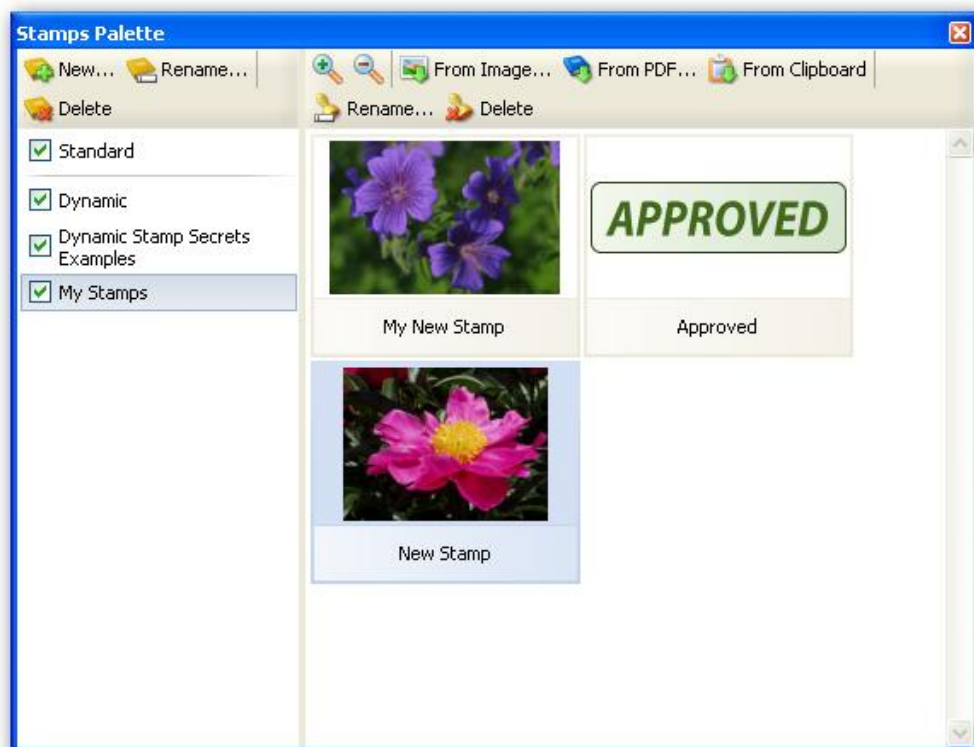 Stamps Palette
New... Rename...
Delete
Standard
Dynamic
Dynamic Stamp Secrets
Examples
My Stamps
From Image... From PDF... From Clipboard
Rename... Delete
My New Stamp
APPROVED
Approved
New Stamp